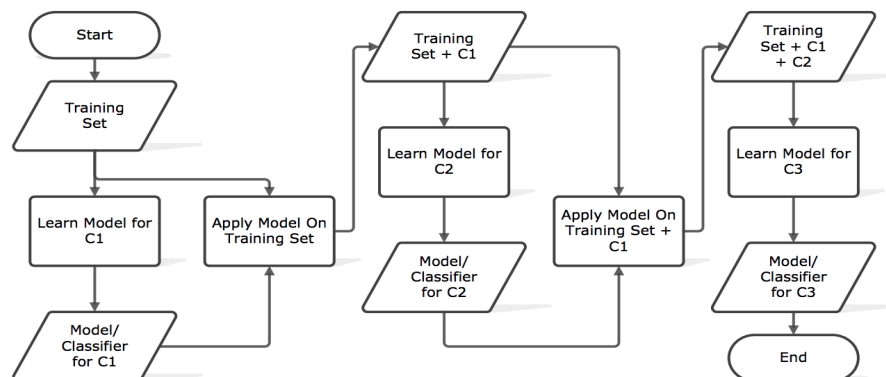 Start
Training
Set
Learn Model for
C1
Model/
Classifier
for C1
Apply Model On
Training Set
Training
Set + C1
Learn Model for
C2
Model/
Classifier
for C2
Apply Model On
Training Set +
C1
Training
Set + C1
+ C2
Learn Model for
C3
Model/
Classifier
for C3
End